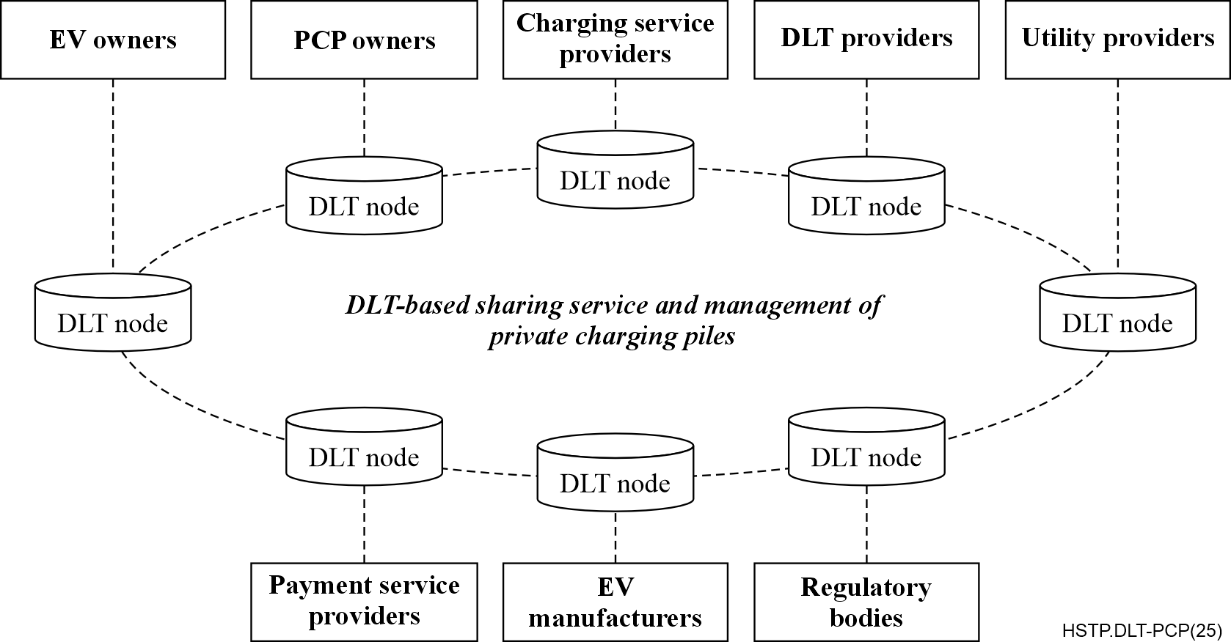 EV owners
PCP owners
Charging service
providers
DLT providers
Utility providers
DLT node
DLT node
DLT node
DLT node
DLT node
DLT-based sharing service and management of
private charging piles
DLT node
DLT node
DLT node
Payment service
providers
EV
manufacturers
Regulatory
bodies
HSTP.DLT-PCP(25)